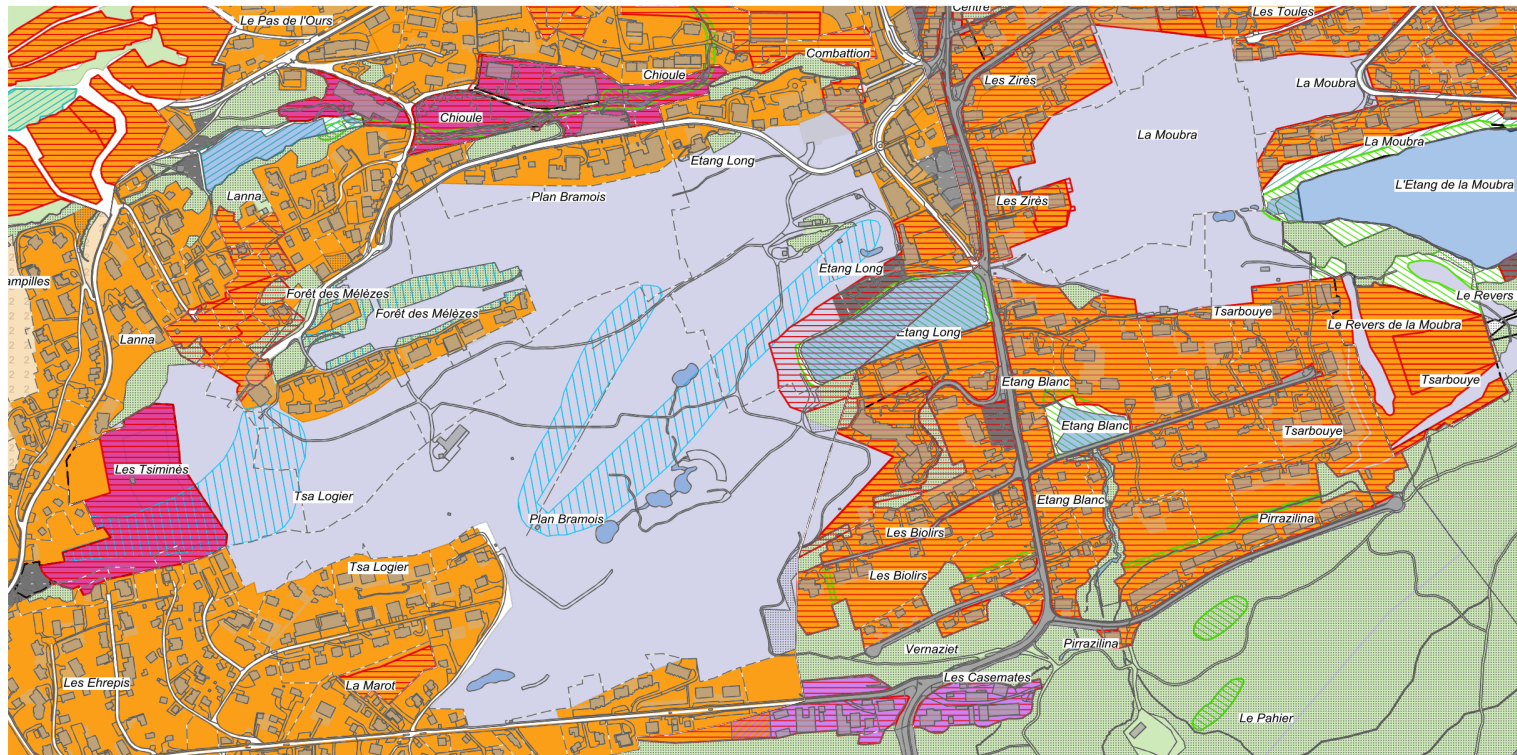 Centre
Les Toules
Le Pas de l'Ours
Combattion
Chioule
Les Zirès
La Moubra
Chioule
La Moubra
La Moubra
Etang Long
L'Etang de la Moubra
Lanna
Plan Bramois
Les Zirès
Etang Long
ampilles
Forêt des Mélèzes
Le Revers
Forêt des Mélèzes
Tsarbouye
Le Revers de la Moubra
Etang Long
Lanna
Etang Blanc
Tsarbouye
Etang Blanc
Tsarbouye
Les Tsiminès
Tsa Logier
Etang Blanc
Plan Bramois
Pirrazilina
Les Biolirs
Tsa Logier
Les Biolirs
Pirrazilina
Vernaziet
Les Casemates
Les Ehrepis
La Marot
Le Pahier